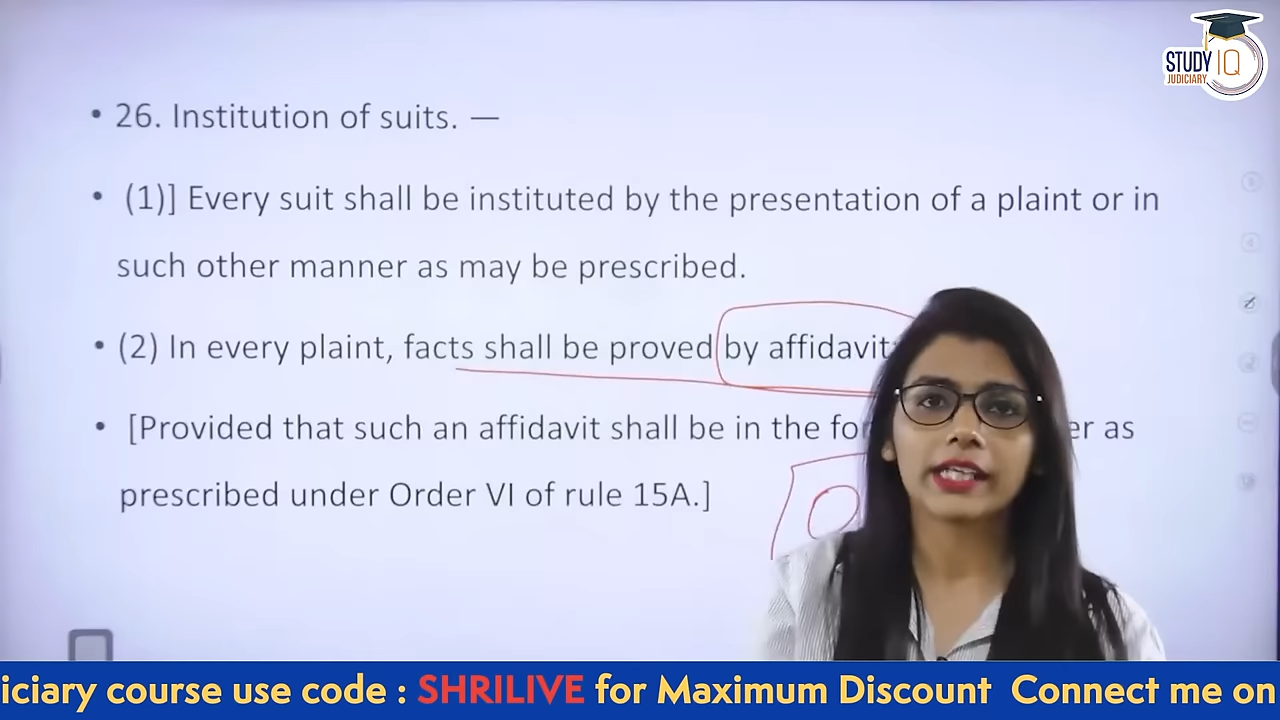 STUDY IQ
JUDICIARY
• 26. Institution of suits. —
• (1)] Every suit shall be instituted by the presentation of a plaint or in
such other manner as may be prescribed.
• (2) In every plaint, facts shall be proved by affidavit
• [Provided that such an affidavit shall be in the as
prescribed under Order VI of rule 15A.]
course use code : SHRILIVE for Maximum Discount Connect me on